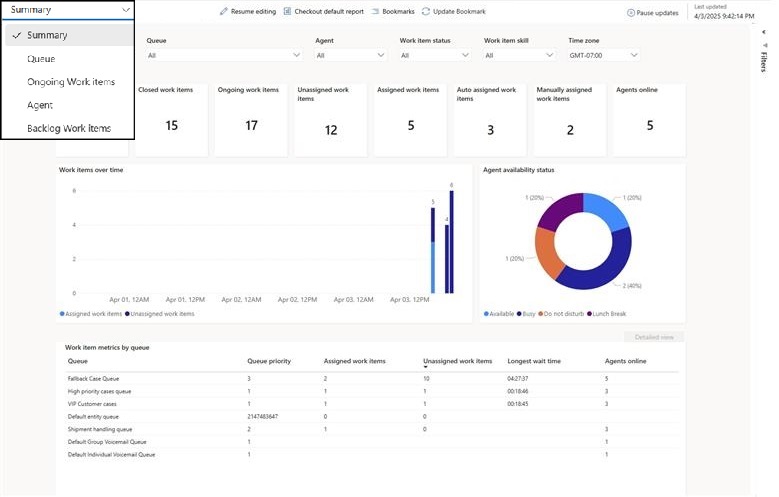 Summary
Resume editing Checkout default report Bookmarks Update Bookmark Pause updates Last updated
4/3/2025 9:42:14 PM
Summary
Queue
Ongoing Work items
Agent
Backlog Work items
Queue Agent Work item status Work item skill Time zone
All All All All GMT-07:00
Filters
Closed work items
15
Ongoing work items
17
Unassigned work
items
12
Assigned work items
5
Auto assigned work
items
3
Manually assigned
work items
2
Agents online
5
Work items over time
6
4
2
0
5
4
6
Apr 01, 12AM Apr 01, 12PM Apr 02, 12AM Apr 02, 12PM Apr 03, 12AM Apr 03, 12PM
Assigned work items Unassigned work items
Agent availability status
1 (20%) 1 (20%)
1 (20%)
2 (40%)
Available Busy Do not disturb Lunch Break
Detailed view
Work item metrics by queue
Queue Queue priority Assigned work items Unassigned work items Longest wait time Agents online
Fallback Case Queue 3 2 10 04:27:37 5
High priority cases queue 1 1 1 00:18:46 3
VIP Customer cases 1 1 1 00:18:45 3
Default entity queue 2147483647 0 0
Shipment handling queue 2 1 0 3
Default Group Voicemail Queue 1 1
Default Individual Voicemail Queue 1 1